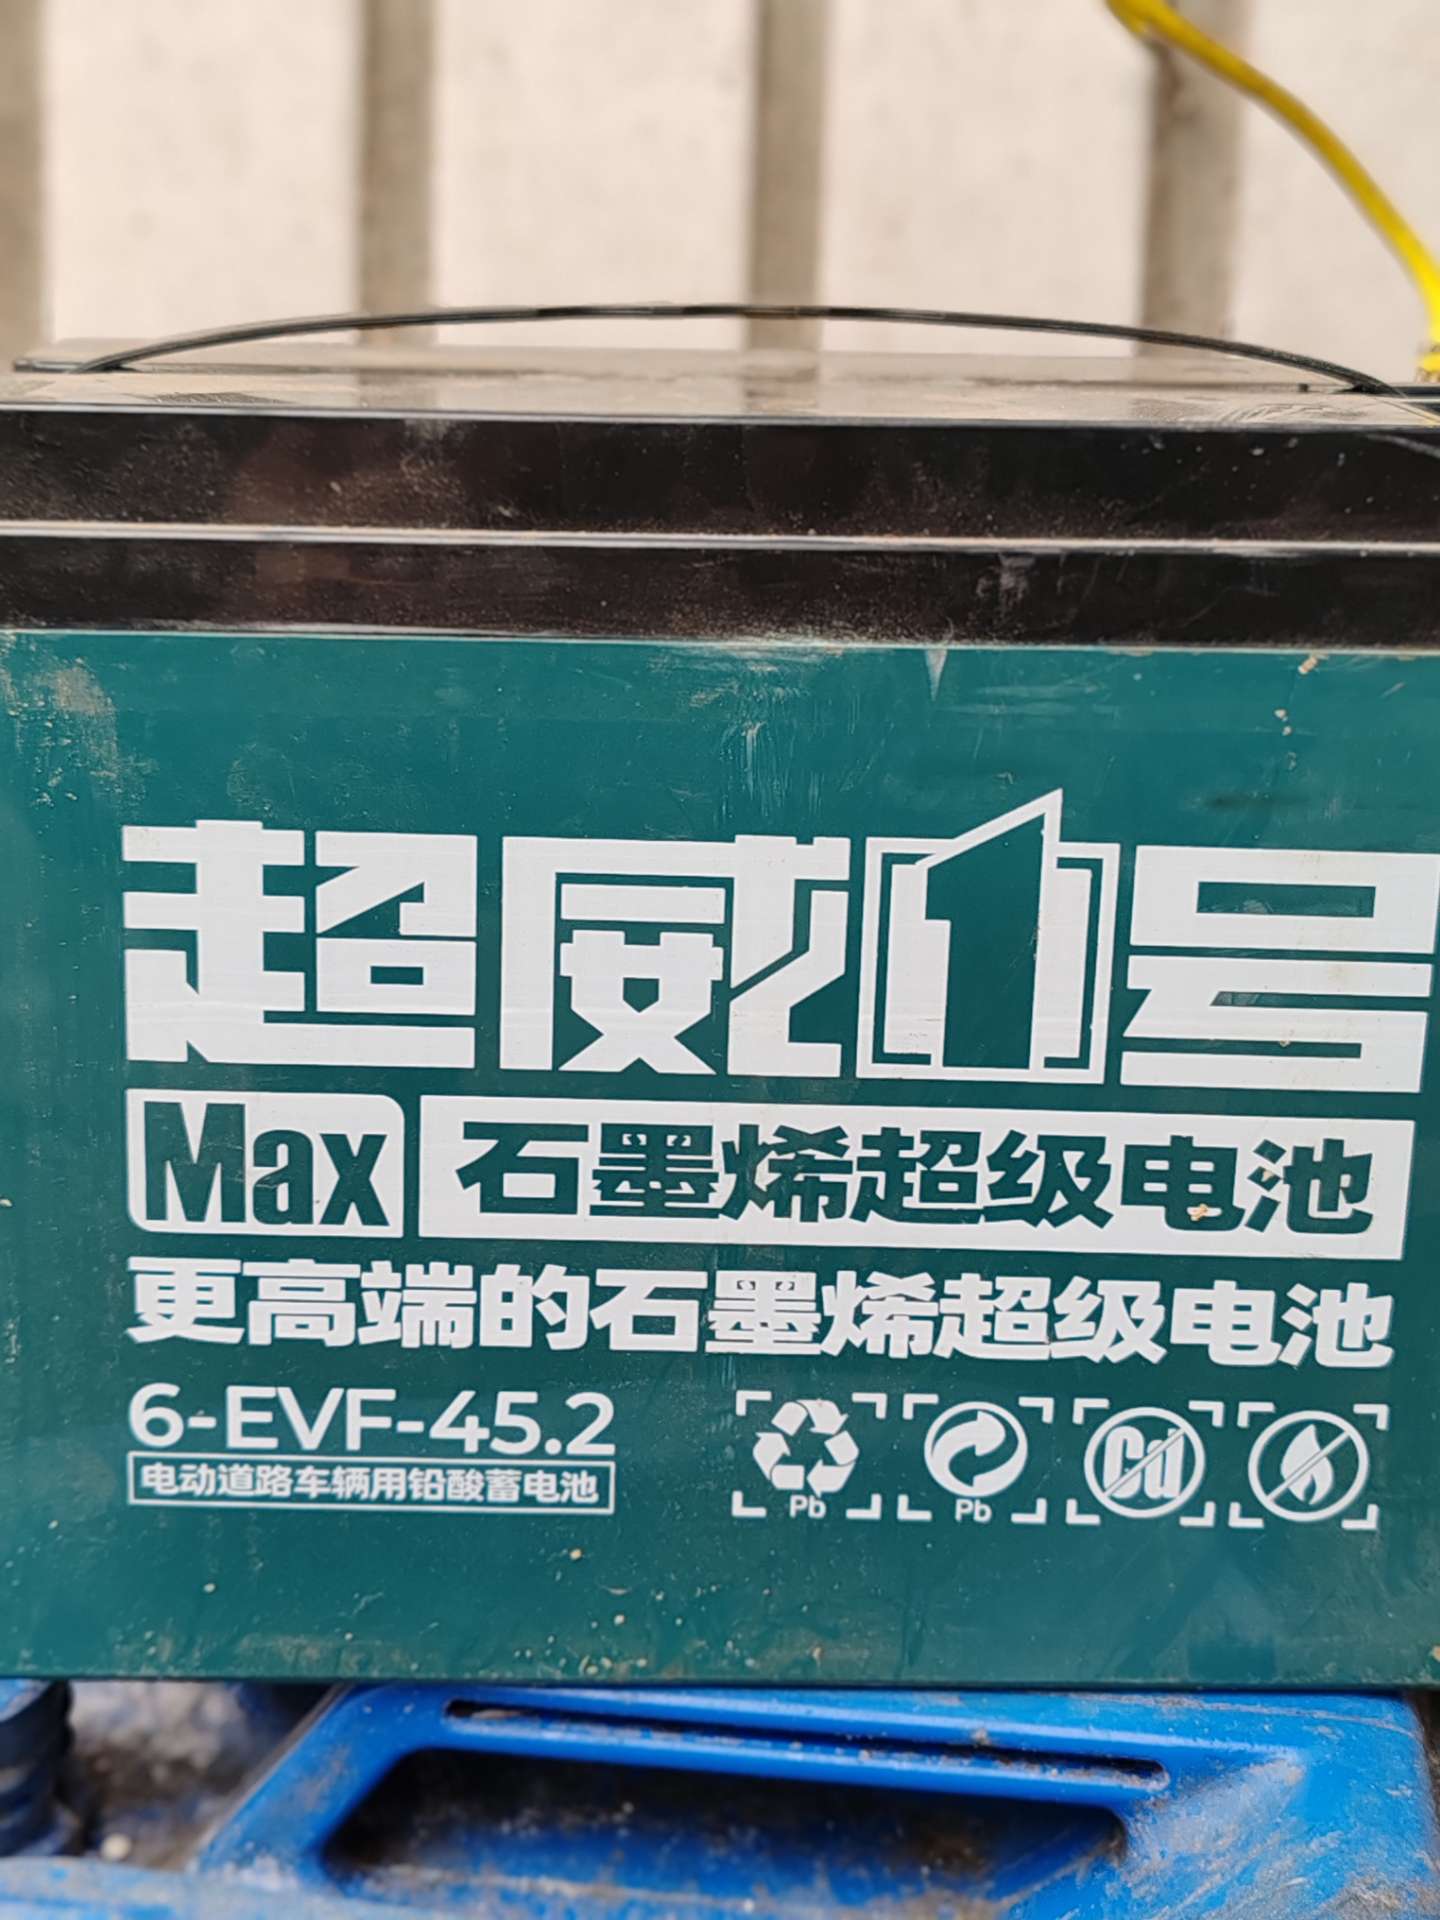 超威1号
Max 石墨烯超级电池
更高端的石墨烯超级电池
6-EVF-45.2
电动道路车辆用铅酸蓄电池
Pb Pb Cd